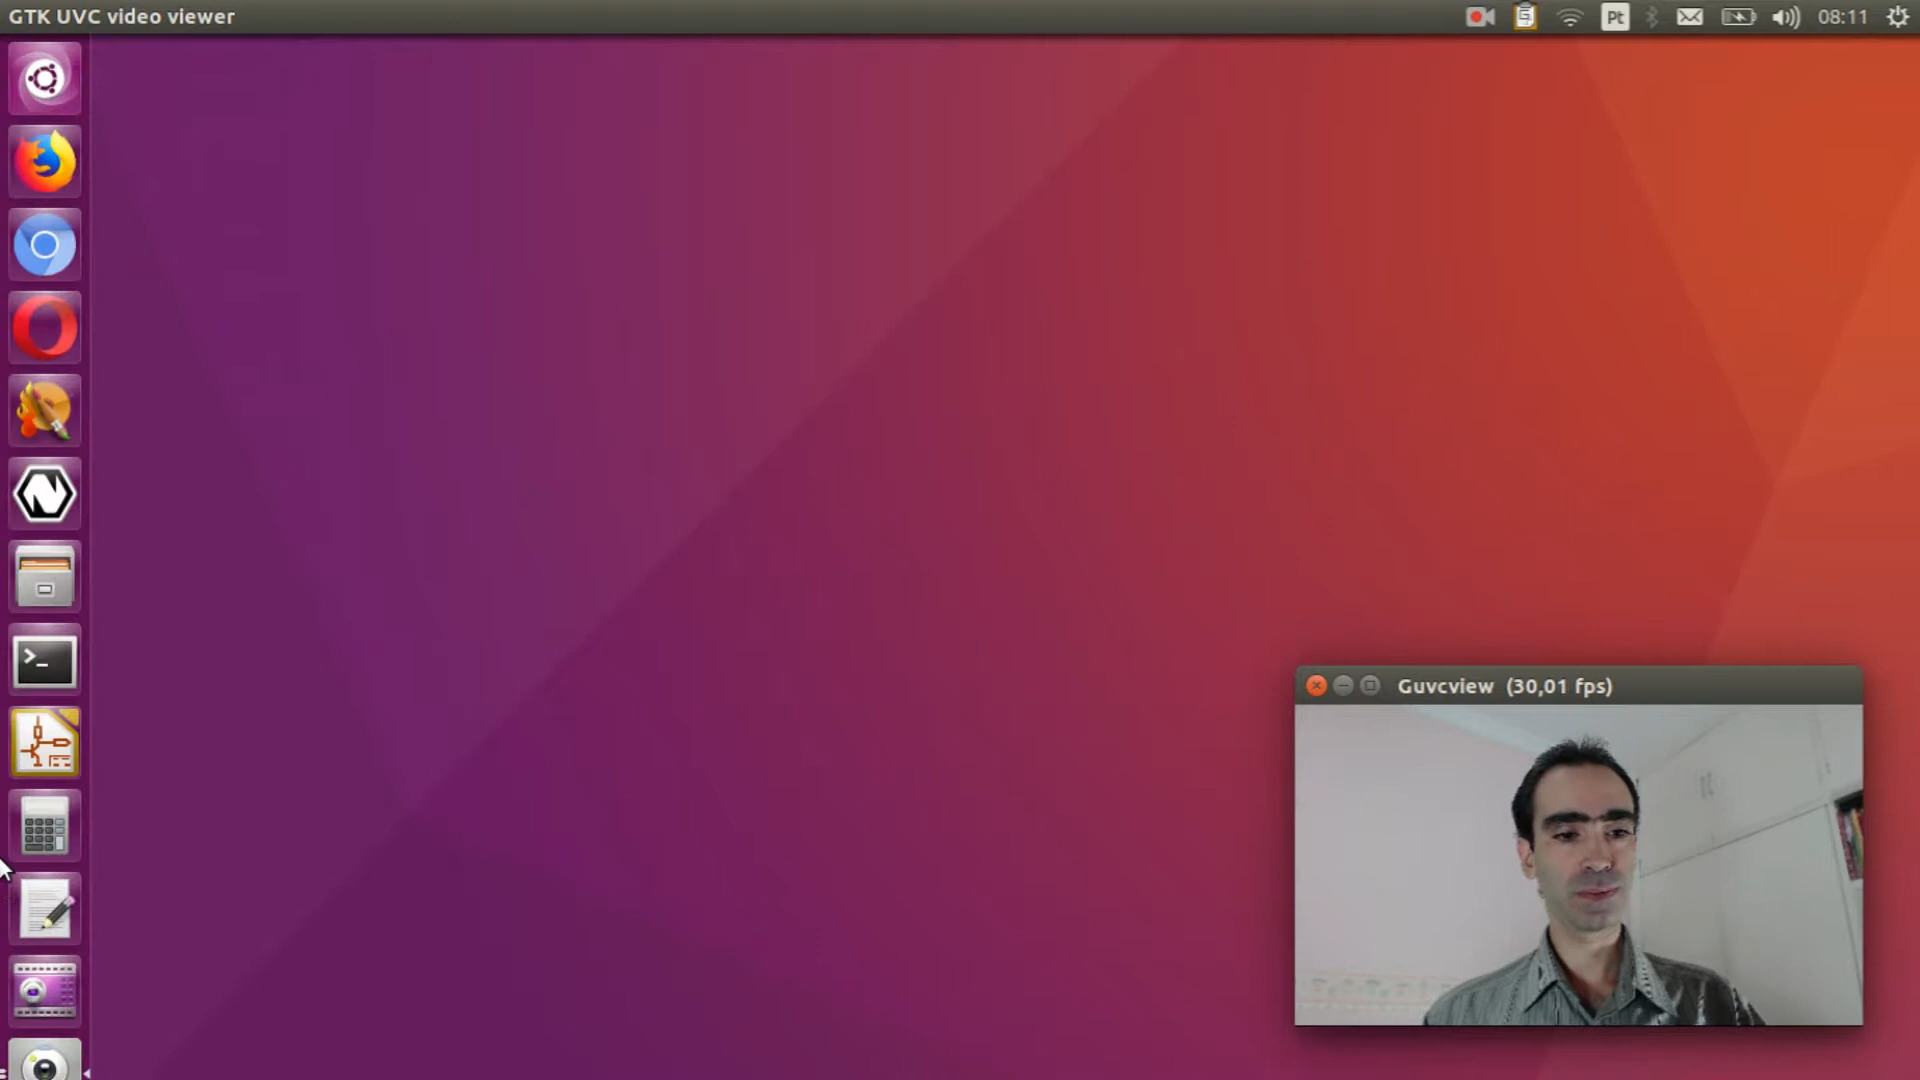 GTK UVC video viewer
Pt
08:11
>_
Guvcview (30,01 fps)